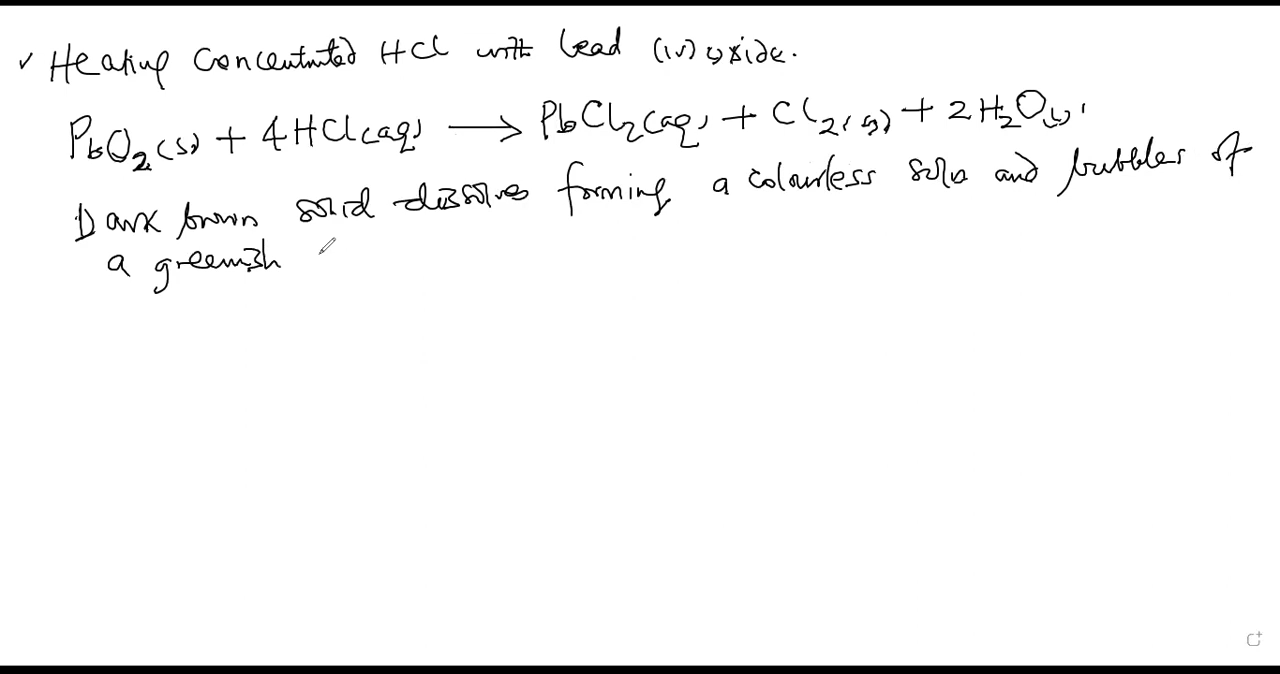 ✓ Heating Concentrated HCl with lead (iv) oxide.
PbO2(s) + 4HCl(aq) → PbCl2(aq) + Cl2(g) + 2H2O(l).
Dark brown solid dissolves forming a colourless soln and bubbles of
a greenish